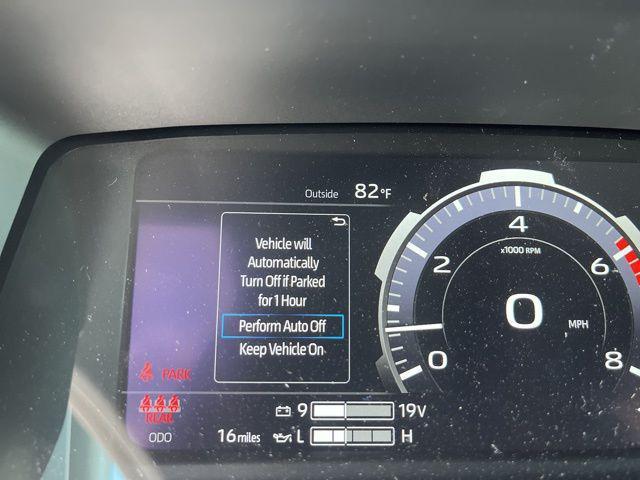 Outside 82°F
Vehicle will
Automatically
Turn Off if Parked
for 1 Hour
Perform Auto Off
Keep Vehicle On
4
x1000 RPM
2
6
0
MPH
0
8
PARK
REAR
9 19V
ODO 16 miles L H